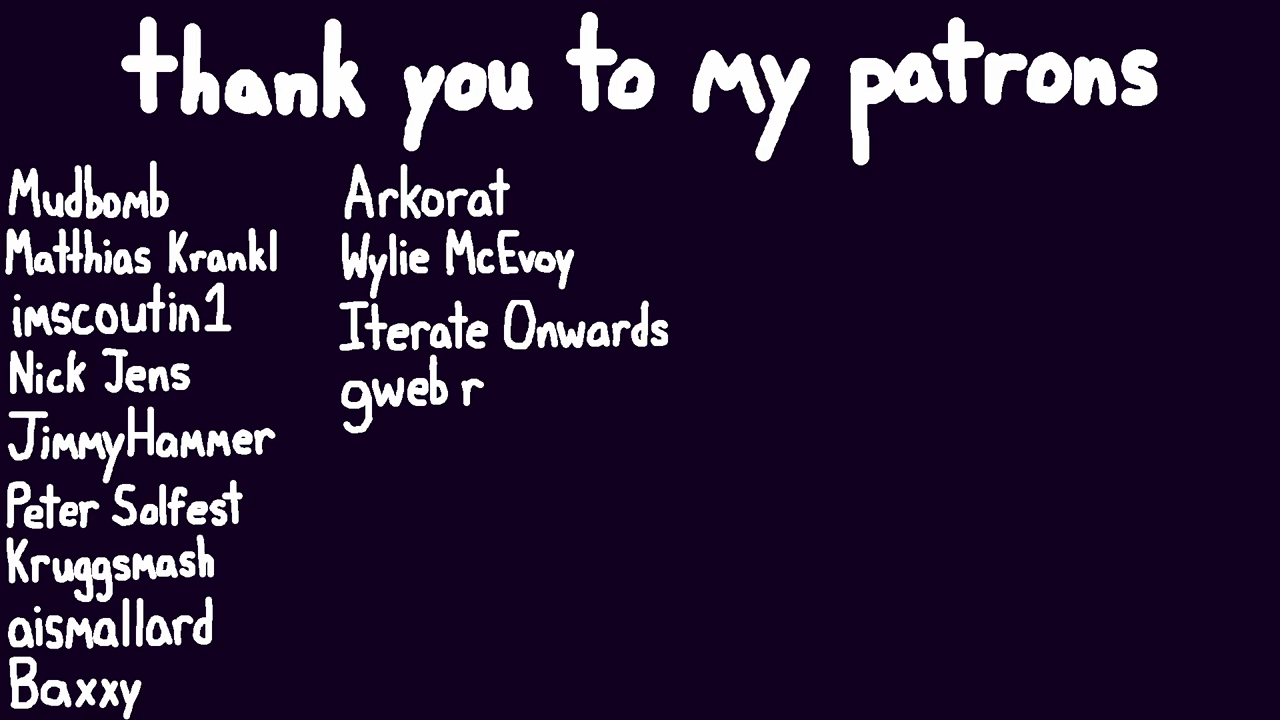 thank you to my patrons
Mudbomb
Matthias Krankl
imscoutin1
Nick Jens
JimmyHammer
Peter Solfest
Kruggsmash
aismallard
Baxxy
Arkorat
Wylie McEvoy
Iterate Onwards
gweb r